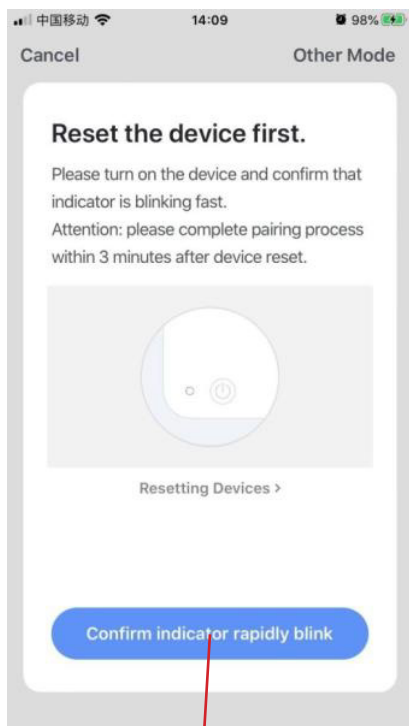 中国移动 14:09 98%
Cancel Other Mode
Reset the device first.
Please turn on the device and confirm that
indicator is blinking fast.
Attention: please complete pairing process
within 3 minutes after device reset.
Resetting Devices >
Confirm indicator rapidly blink